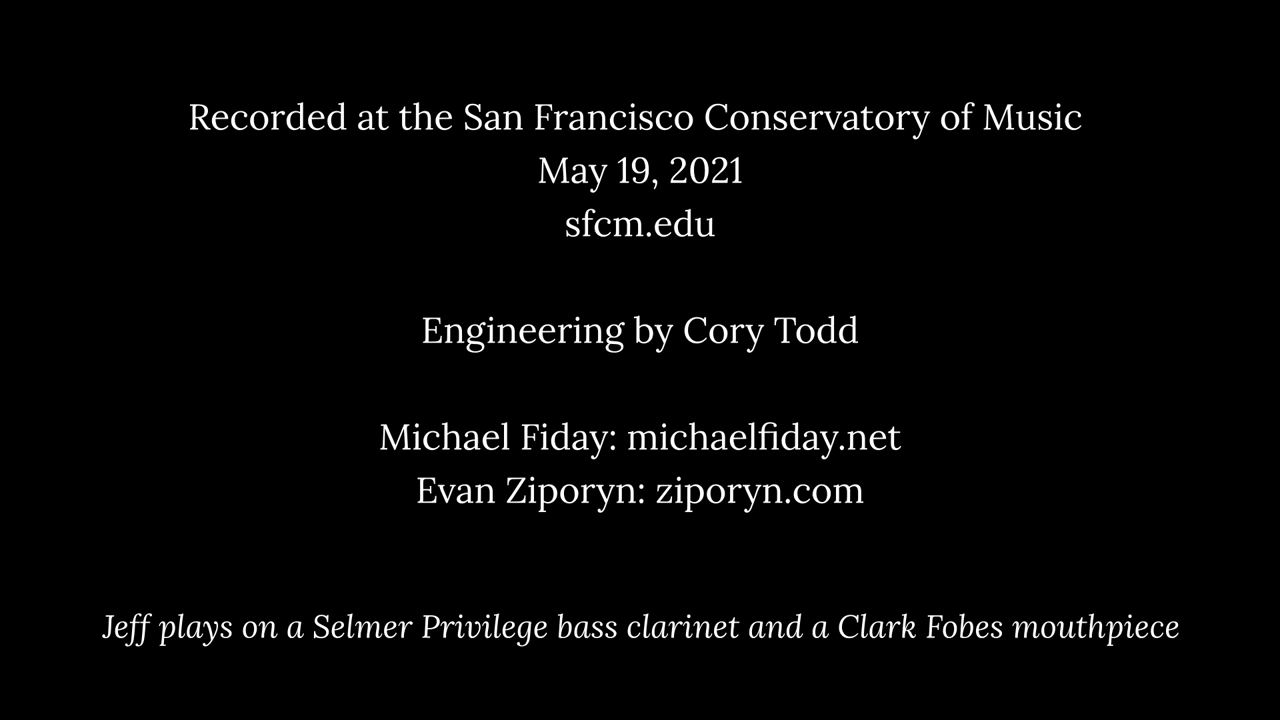 Recorded at the San Francisco Conservatory of Music
May 19, 2021
sfcm.edu
Engineering by Cory Todd
Michael Fiday: michaelfiday.net
Evan Ziporyn: ziporyn.com
Jeff plays on a Selmer Privilege bass clarinet and a Clark Fobes mouthpiece